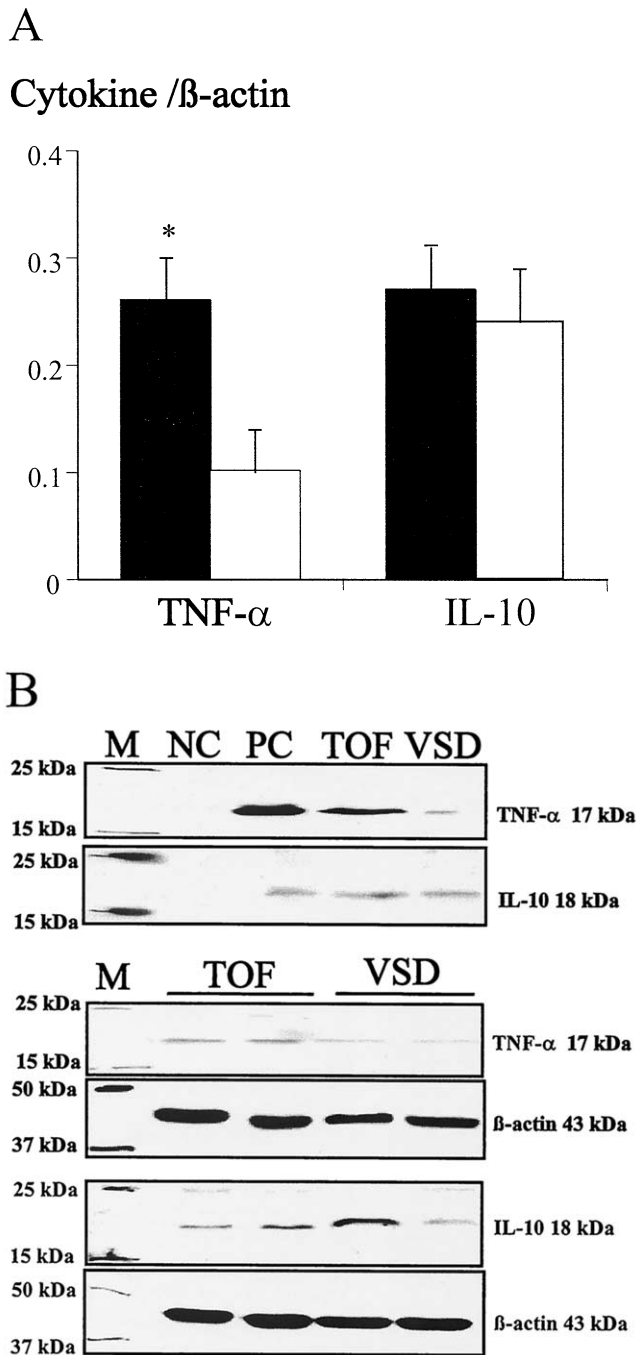 A
Cytokine /ß-actin
0.4
0.3
0.2
0.1
0
*
TNF-α IL-10
B
M NC PC TOF VSD
25 kDa
15 kDa
TNF-α 17 kDa
25 kDa
15 kDa
IL-10 18 kDa
M TOF VSD
25 kDa
15 kDa
TNF-α 17 kDa
50 kDa
37 kDa
ß-actin 43 kDa
25 kDa
15 kDa
IL-10 18 kDa
50 kDa
37 kDa
ß-actin 43 kDa